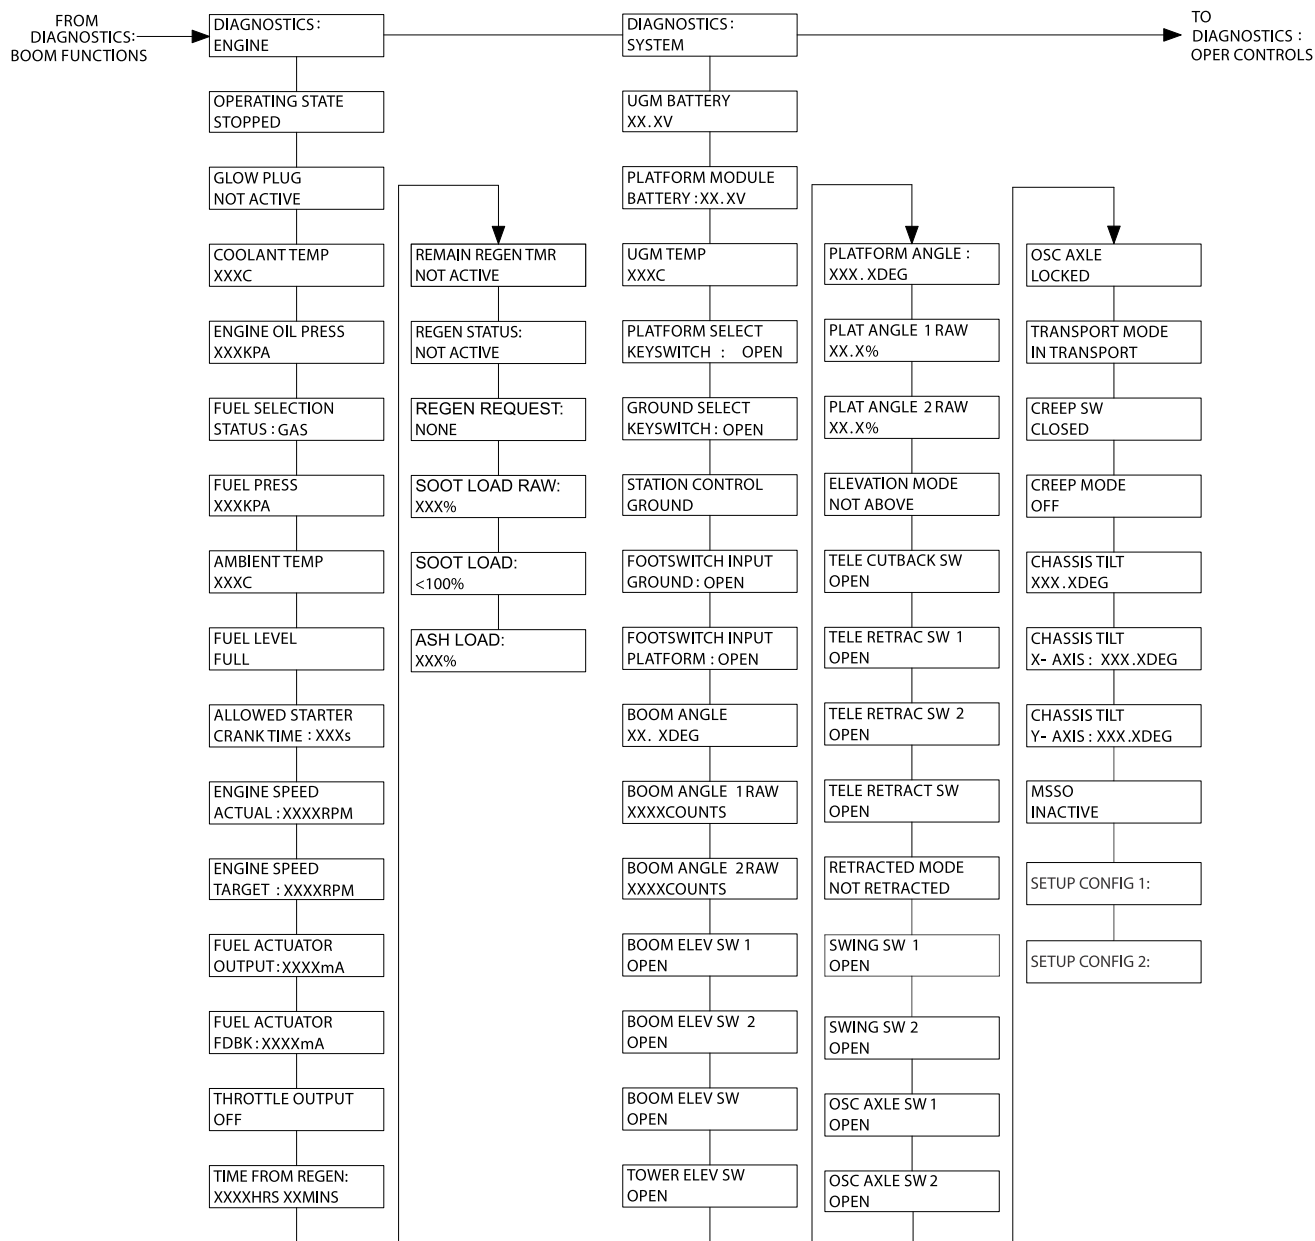 FROM
DIAGNOSTICS:
BOOM FUNCTIONS
DIAGNOSTICS:
ENGINE
OPERATING STATE
STOPPED
GLOW PLUG
NOT ACTIVE
COOLANT TEMP
XXXC
ENGINE OIL PRESS
XXXKPA
FUEL SELECTION
STATUS : GAS
FUEL PRESS
XXXKPA
AMBIENT TEMP
XXXC
FUEL LEVEL
FULL
ALLOWED STARTER
CRANK TIME : XXXs
ENGINE SPEED
ACTUAL : XXXXRPM
ENGINE SPEED
TARGET : XXXXRPM
FUEL ACTUATOR
OUTPUT : XXXXmA
FUEL ACTUATOR
FDBK : XXXXmA
THROTTLE OUTPUT
OFF
TIME FROM REGEN:
XXXXHRS XXMINS
REMAIN REGEN TMR
NOT ACTIVE
REGEN STATUS:
NOT ACTIVE
REGEN REQUEST:
NONE
SOOT LOAD RAW:
XXX%
SOOT LOAD:
<100%
ASH LOAD:
XXX%
DIAGNOSTICS:
SYSTEM
UGM BATTERY
XX.XV
PLATFORM MODULE
BATTERY : XX.XV
UGM TEMP
XXXC
PLATFORM SELECT
KEYSWITCH : OPEN
GROUND SELECT
KEYSWITCH : OPEN
STATION CONTROL
GROUND
FOOTSWITCH INPUT
GROUND : OPEN
FOOTSWITCH INPUT
PLATFORM : OPEN
BOOM ANGLE
XX. XDEG
BOOM ANGLE 1 RAW
XXXXCOUNTS
BOOM ANGLE 2 RAW
XXXXCOUNTS
BOOM ELEV SW 1
OPEN
BOOM ELEV SW 2
OPEN
BOOM ELEV SW
OPEN
TOWER ELEV SW
OPEN
PLATFORM ANGLE :
XXX.XDEG
PLAT ANGLE 1 RAW
XX.X%
PLAT ANGLE 2 RAW
XX.X%
ELEVATION MODE
NOT ABOVE
TELE CUTBACK SW
OPEN
TELE RETRAC SW 1
OPEN
TELE RETRAC SW 2
OPEN
TELE RETRACT SW
OPEN
RETRACTED MODE
NOT RETRACTED
SWING SW 1
OPEN
SWING SW 2
OPEN
OSC AXLE SW 1
OPEN
OSC AXLE SW 2
OPEN
OSC AXLE
LOCKED
TRANSPORT MODE
IN TRANSPORT
CREEP SW
CLOSED
CREEP MODE
OFF
CHASSIS TILT
XXX.XDEG
CHASSIS TILT
X- AXIS : XXX.XDEG
CHASSIS TILT
Y- AXIS : XXX.XDEG
MSSO
INACTIVE
SETUP CONFIG 1:
SETUP CONFIG 2:
TO
DIAGNOSTICS :
OPER CONTROLS